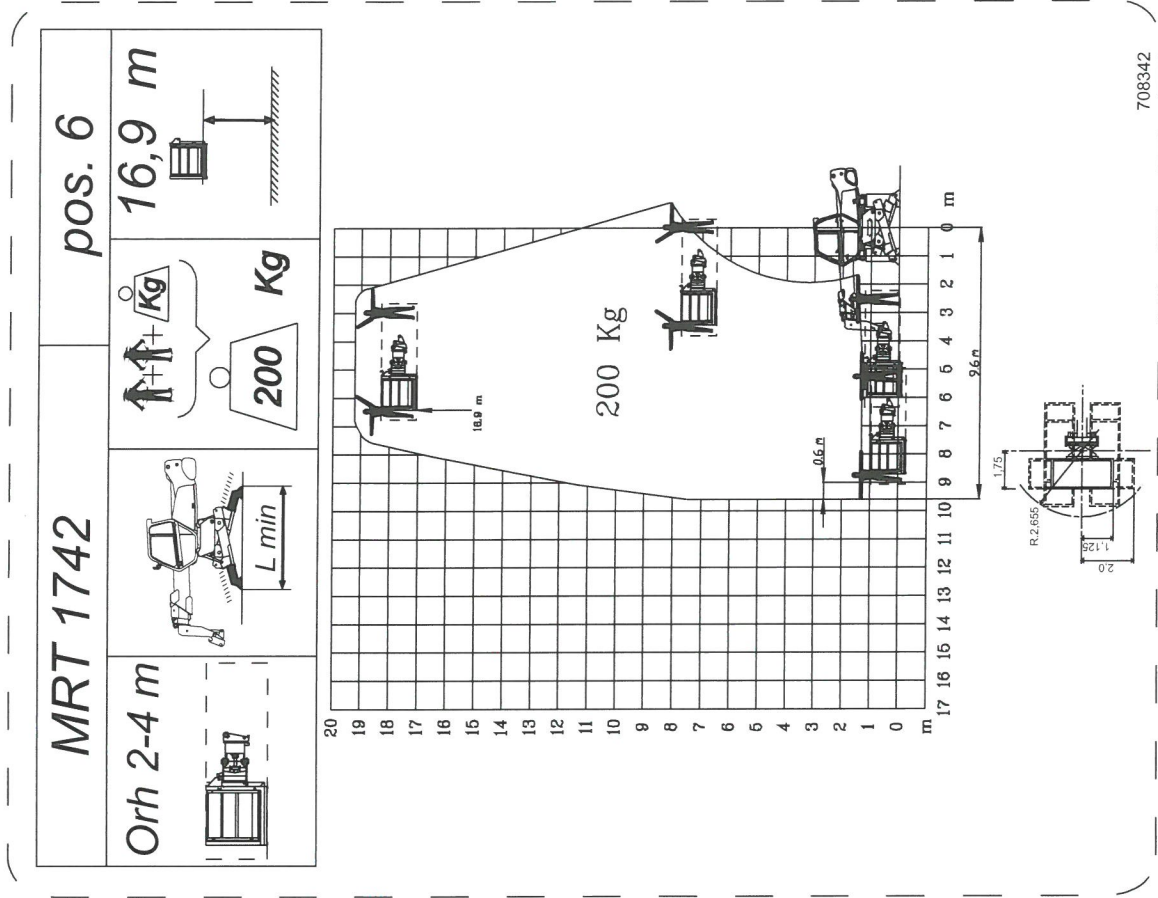 MRT 1742
pos. 6
Orh 2-4 m
L min
Kg
200 Kg
16,9 m
20
19
18
17
16
15
14
13
12
11
10
9
8
7
6
5
4
3
2
1
0
m
17 16 15 14 13 12 11 10 9 8 7 6 5 4 3 2 1 0 m
16.9 m
200 Kg
0.6 m
9.6 m
1,75
R.2,655
1.125
2.0
708342